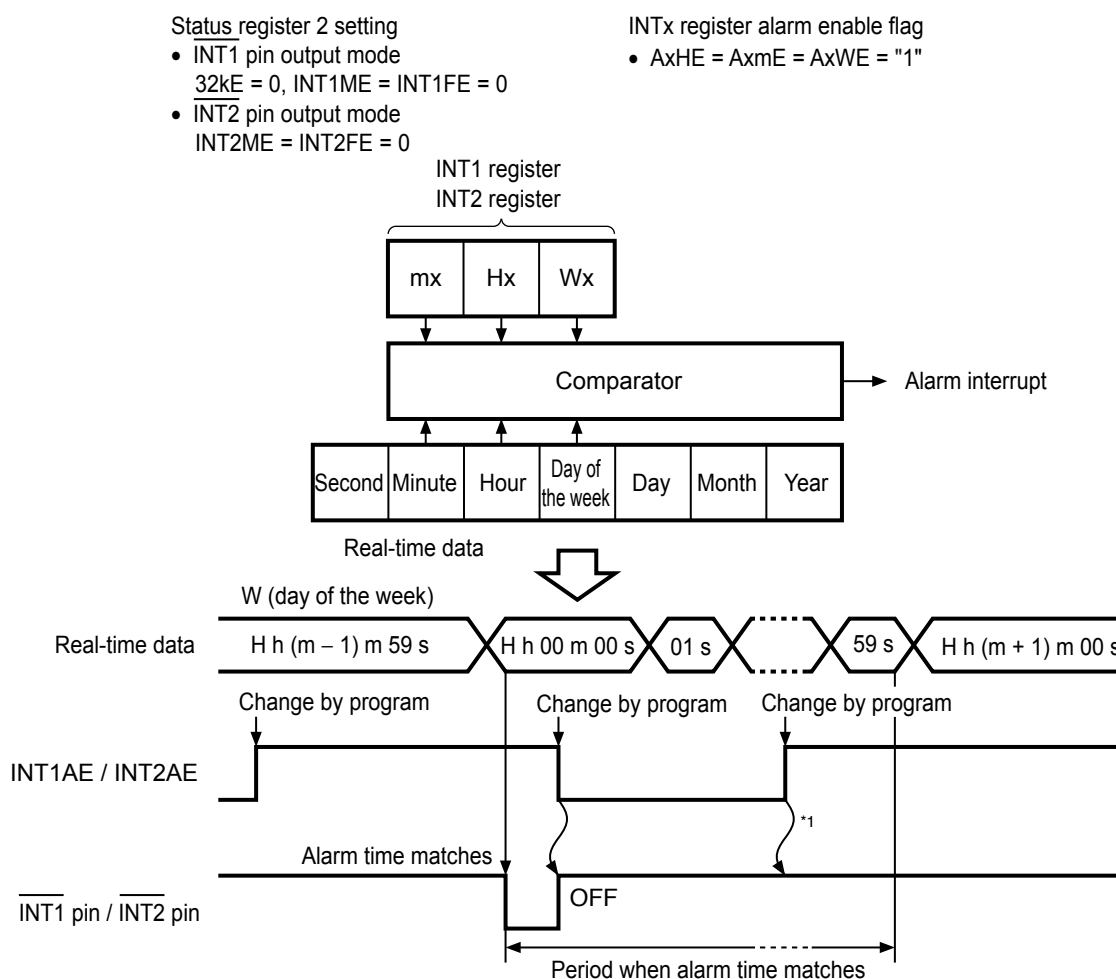 Status register 2 setting
• INT1 pin output mode
32kE = 0, INT1ME = INT1FE = 0
• INT2 pin output mode
INT2ME = INT2FE = 0
INTx register alarm enable flag
• AxHE = AxmE = AxWE = "1"
INT1 register
INT2 register
mx Hx Wx
Comparator
Alarm interrupt
Second Minute Hour Day of the week Day Month Year
Real-time data
W (day of the week)
Real-time data
H h (m − 1) m 59 s H h 00 m 00 s 01 s 59 s H h (m + 1) m 00 s
Change by program Change by program Change by program
INT1AE / INT2AE
*1
Alarm time matches
OFF
INT1 pin / INT2 pin
Period when alarm time matches